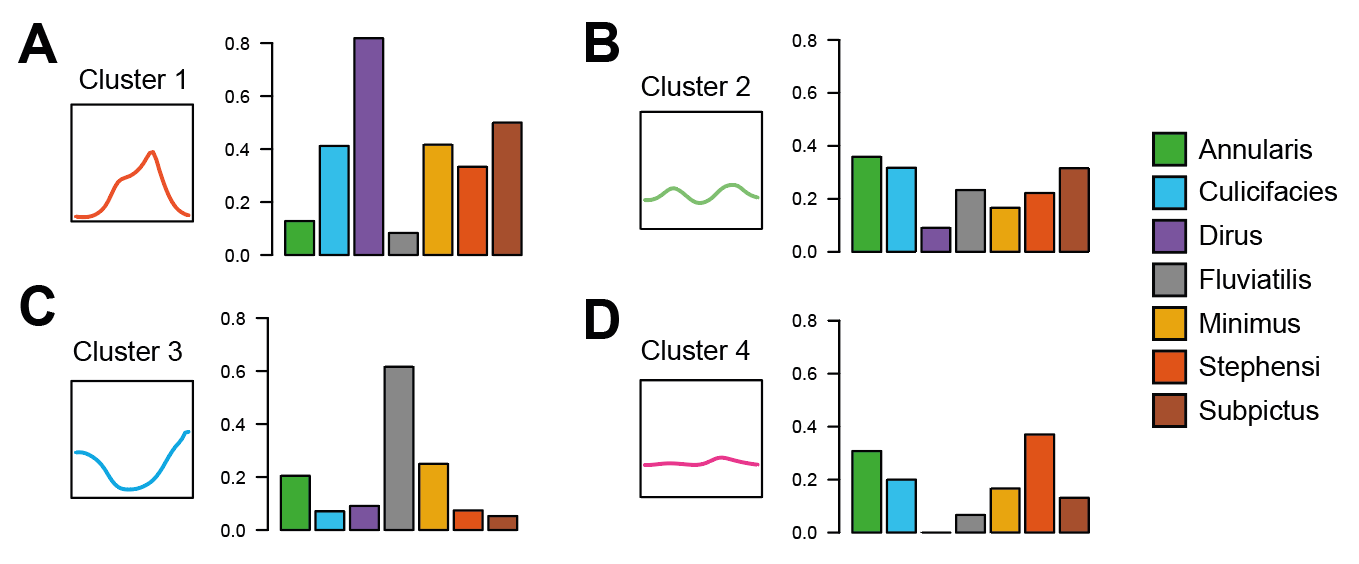 A
Cluster 1
0.8
0.6
0.4
0.2
0.0
B
Cluster 2
0.8
0.6
0.4
0.2
0.0
C
Cluster 3
0.8
0.6
0.4
0.2
0.0
D
Cluster 4
0.8
0.6
0.4
0.2
0.0
Annularis
Culicifacies
Dirus
Fluviatilis
Minimus
Stephensi
Subpictus